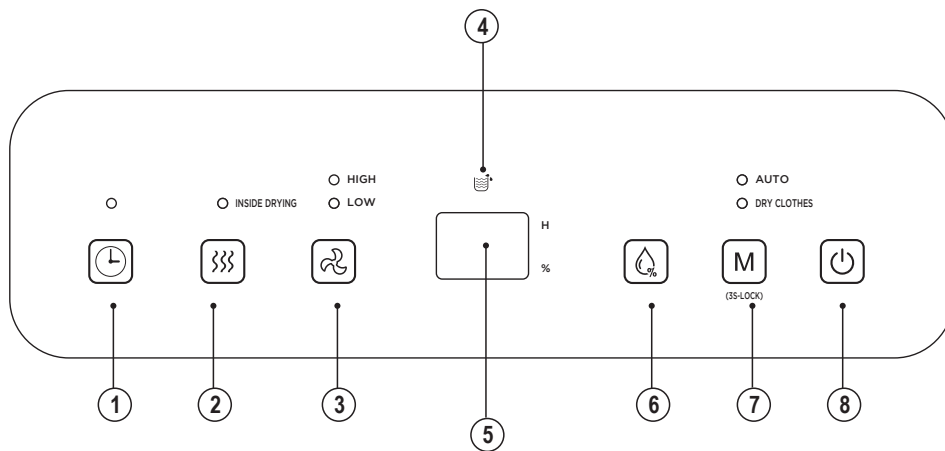 4
HIGH
AUTO
INSIDE DRYING
LOW
DRY CLOTHES
H
%
%
M
(3S-LOCK)
1
2
3
5
6
7
8